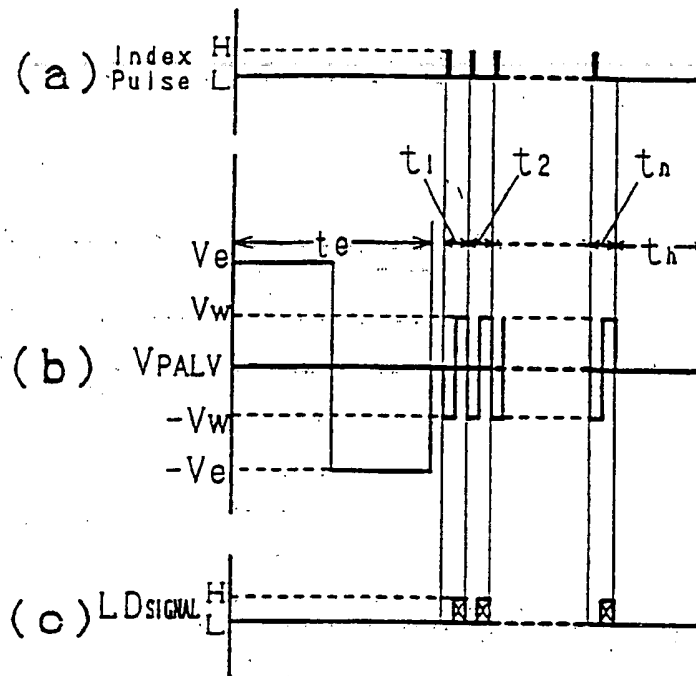 (a) Index Pulse H
L
t1 t2 tn
te
th
Ve
Vw
(b) VPALV
-Vw
-Ve
(c) LDSIGNAL H
L